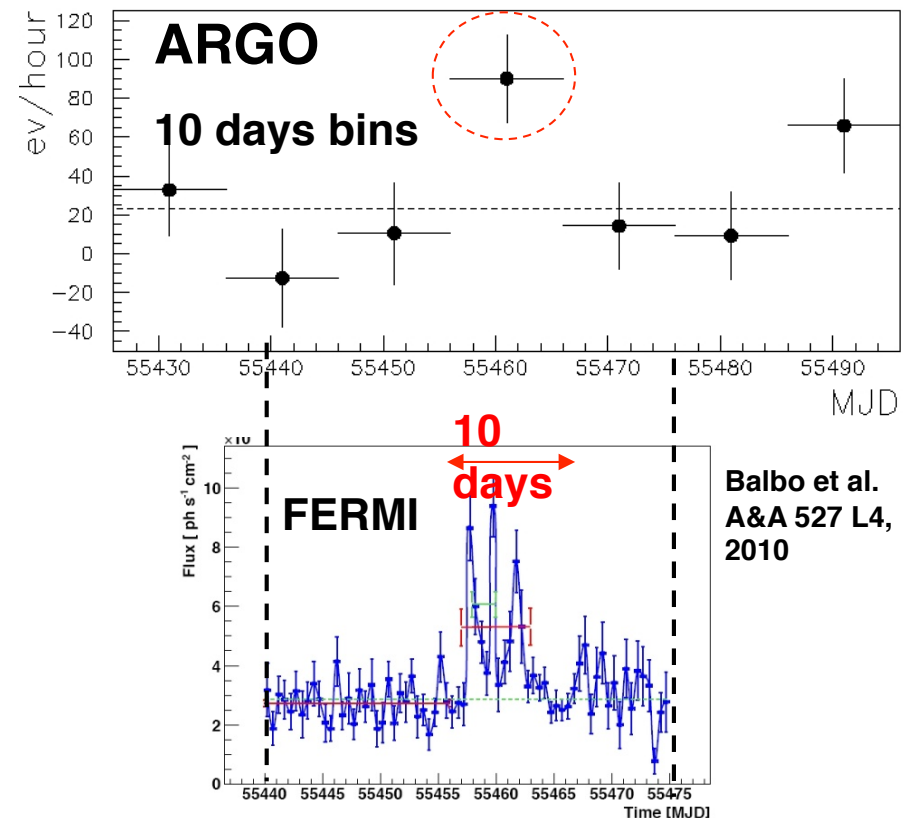 ARGO
10 days bins
ev/hour
120
100
80
60
40
20
0
−20
−40
55430 55440 55450 55460 55470 55480 55490
MJD
10
days
FERMI
Flux [ ph s-1 cm-2 ]
10
8
6
4
2
0
55440 55445 55450 55455 55460 55465 55470 55475
Time [MJD]
Balbo et al.
A&A 527 L4,
2010